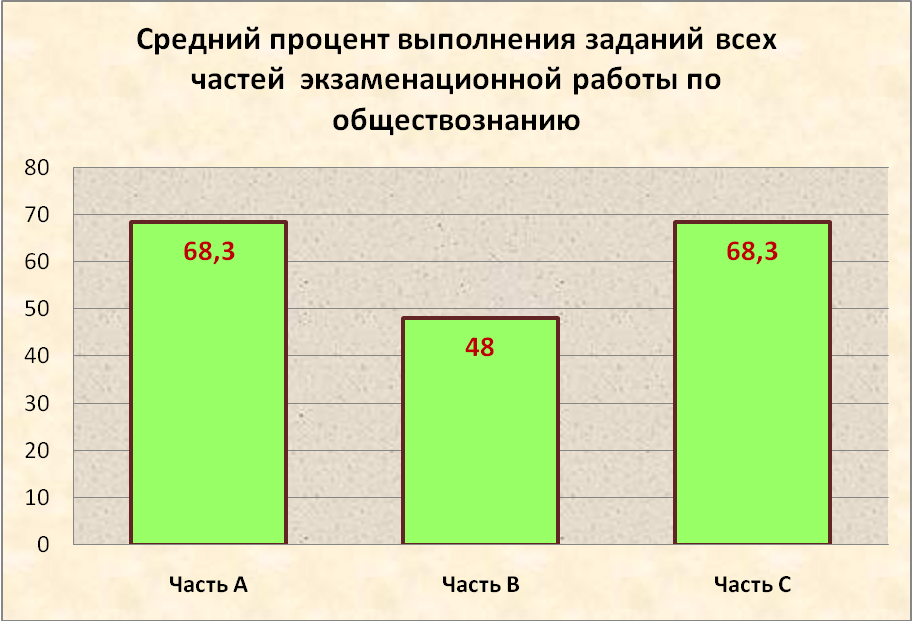 Средний процент выполнения заданий всех
частей экзаменационной работы по
обществознанию
80
70
60
50
40
30
20
10
0
68,3
48
68,3
Часть А
Часть В
Часть С